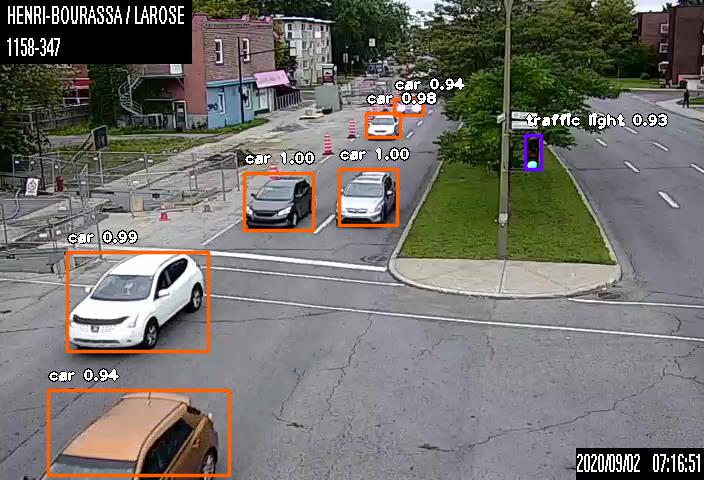 HENRI-BOURASSA / LAROSE
1158-347
car 0.94
car 0.98
traffic light 0.93
car 1.00
car 1.00
car 0.99
car 0.94
2020/09/02 07:16:51